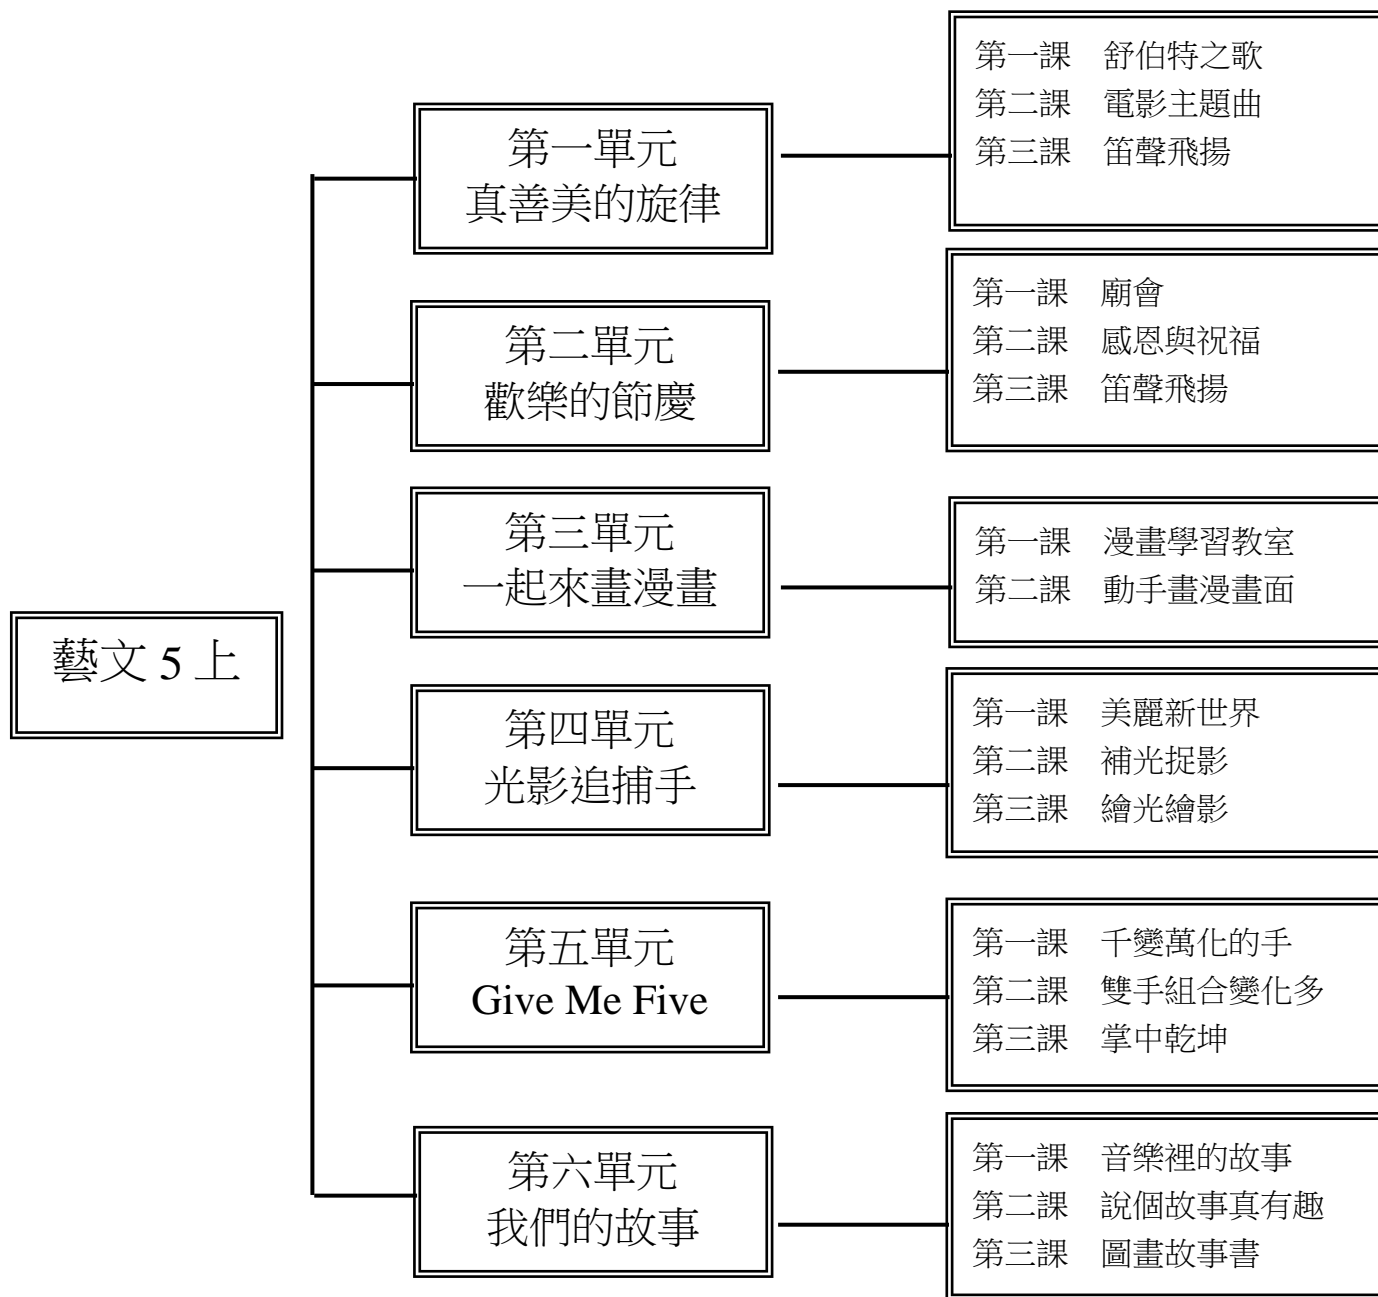 藝文 5 上
第一單元
真善美的旋律
第一課　舒伯特之歌
第二課　電影主題曲
第三課　笛聲飛揚
第二單元
歡樂的節慶
第一課　廟會
第二課　感恩與祝福
第三課　笛聲飛揚
第三單元
一起來畫漫畫
第一課　漫畫學習教室
第二課　動手畫漫畫面
第四單元
光影追捕手
第一課　美麗新世界
第二課　補光捉影
第三課　繪光繪影
第五單元
Give Me Five
第一課　千變萬化的手
第二課　雙手組合變化多
第三課　掌中乾坤
第六單元
我們的故事
第一課　音樂裡的故事
第二課　說個故事真有趣
第三課　圖畫故事書